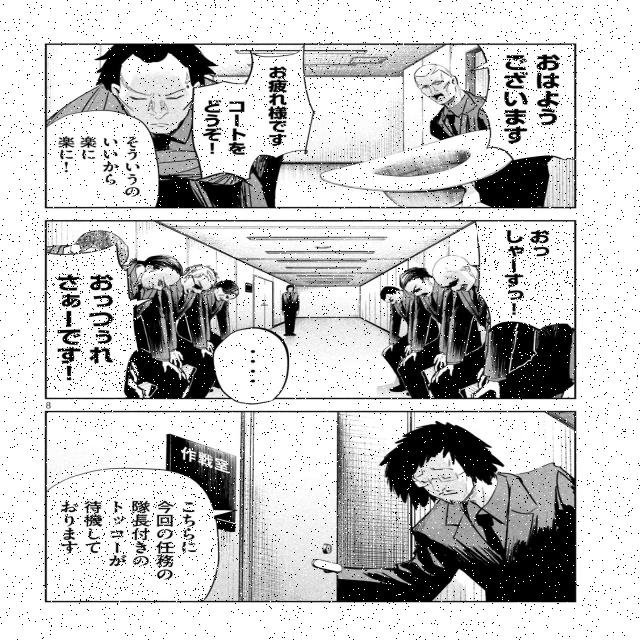 おはよう
ございます
お疲れ様です
コートを
どうぞ!
そういうの
いいから
楽に
楽に!
おっ
しゃーすっ!
‥‥
おっつぅれ
さぁーです!
8
作戦室
こちらに
今回の任務の
隊長付きの
トッコーが
待機して
おります